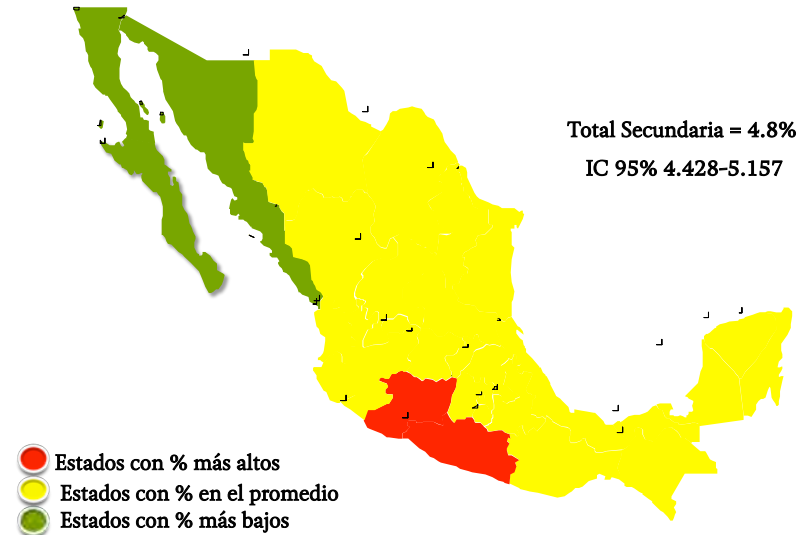 Total Secundaria = 4.8%
IC 95% 4.428-5.157
Estados con % más altos
Estados con % en el promedio
Estados con % más bajos